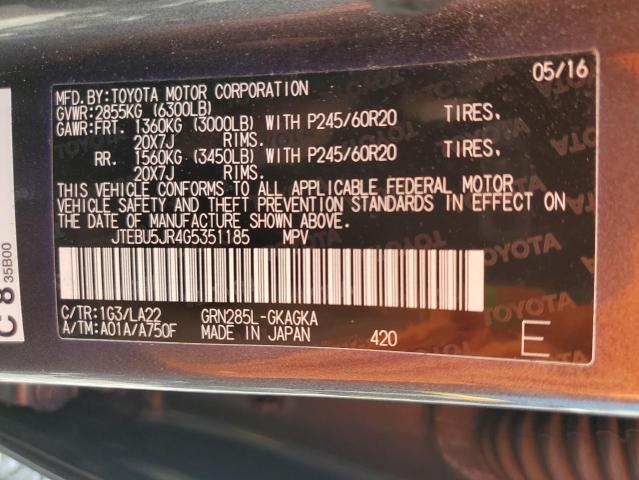 05/16
MFD.BY:TOYOTA MOTOR CORPORATION
GVWR:2855KG (6300LB)
GAWR:FRT. 1360KG (3000LB) WITH P245/60R20 TIRES,
20X7J RIMS.
RR. 1560KG (3450LB) WITH P245/60R20 TIRES,
20X7J RIMS.
THIS VEHICLE CONFORMS TO ALL APPLICABLE FEDERAL MOTOR
VEHICLE SAFETY AND THEFT PREVENTION STANDARDS IN EFFECT ON
THE DATE OF MANUFACTURE SHOWN ABOVE.
JTEBU5JR4G5351185 MPV
C/TR:1G3/LA22 GRN285L-GKAGKA
A/TM:A01A/A750F MADE IN JAPAN 420 E
C 8
35B00
TOYOTA